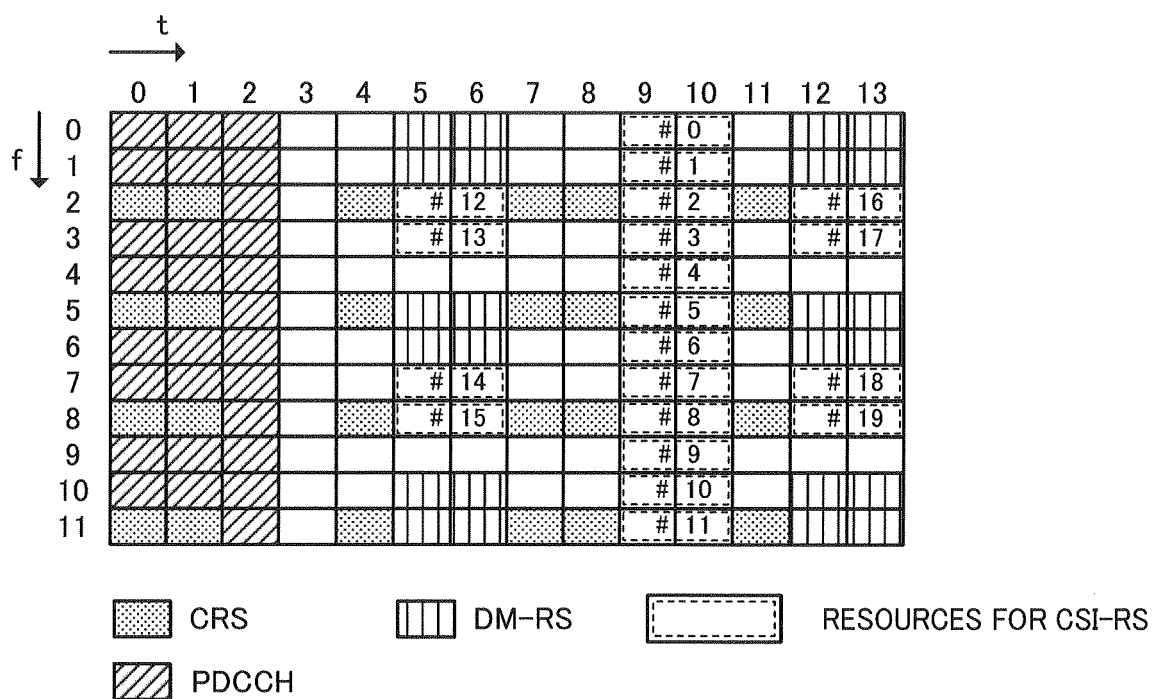 t
0 1 2 3 4 5 6 7 8 9 10 11 12 13
f
0 # 0
1 # 1
2 # 12 # 2 # 16
3 # 13 # 3 # 17
4 # 4
5 # 5
6 # 6
7 # 14 # 7 # 18
8 # 15 # 8 # 19
9 # 9
10 # 10
11 # 11
CRS DM-RS RESOURCES FOR CSI-RS
PDCCH